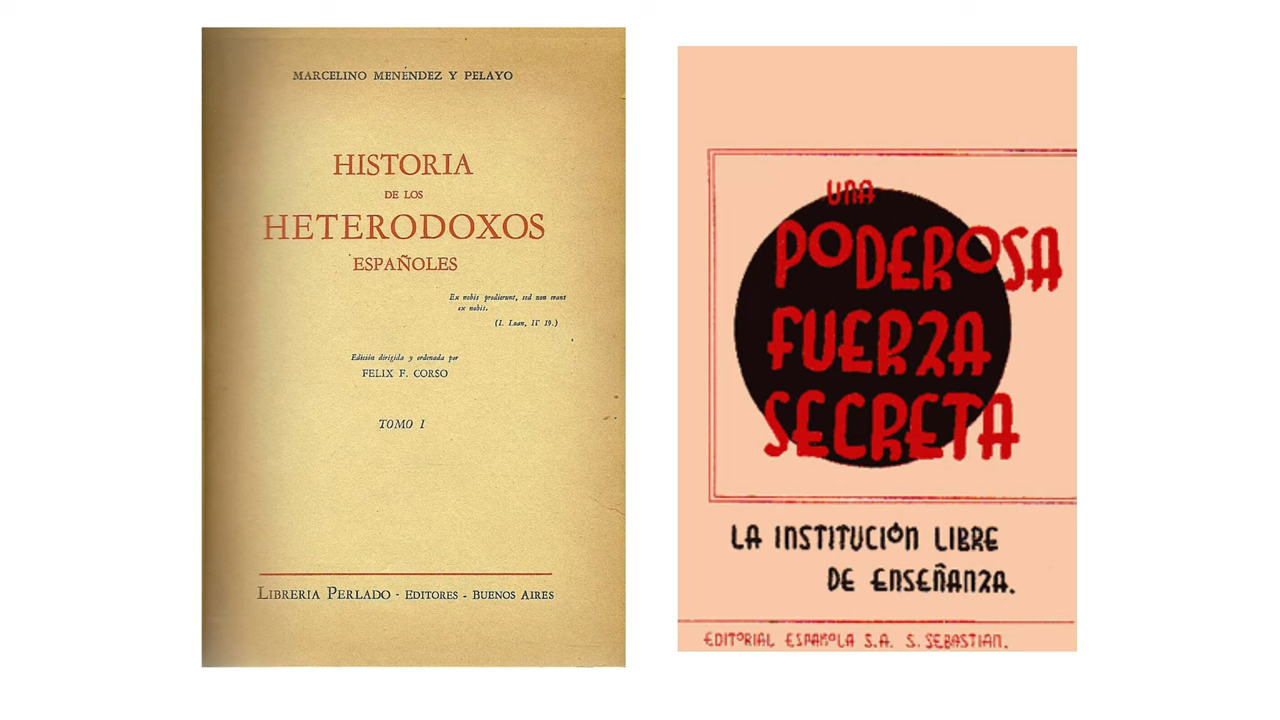 MARCELINO MENÉNDEZ Y PELAYO
HISTORIA
DE LOS
HETERODOXOS
ESPAÑOLES
Ex nobis prodierunt, sed non erant
ex nobis.
(I. Loan, II' 19.)
Edición dirigida y ordenada por
FELIX F. CORSO
TOMO I
LIBRERIA PERLADO - EDITORES - BUENOS AIRES
UNA
PODEROSA
FUERZA
SECRETA
LA INSTITUCIÓN LIBRE
DE ENSEÑANZA.
EDITORIAL ESPAÑOLA S.A. S. SEBASTIAN.